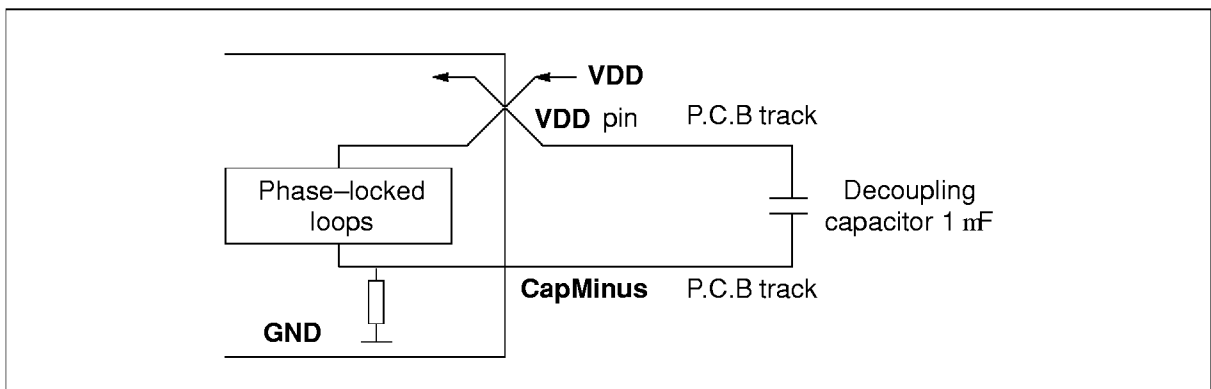 VDD
VDD pin
P.C.B track
Phase–locked
loops
Decoupling
capacitor 1 mF
CapMinus
P.C.B track
GND